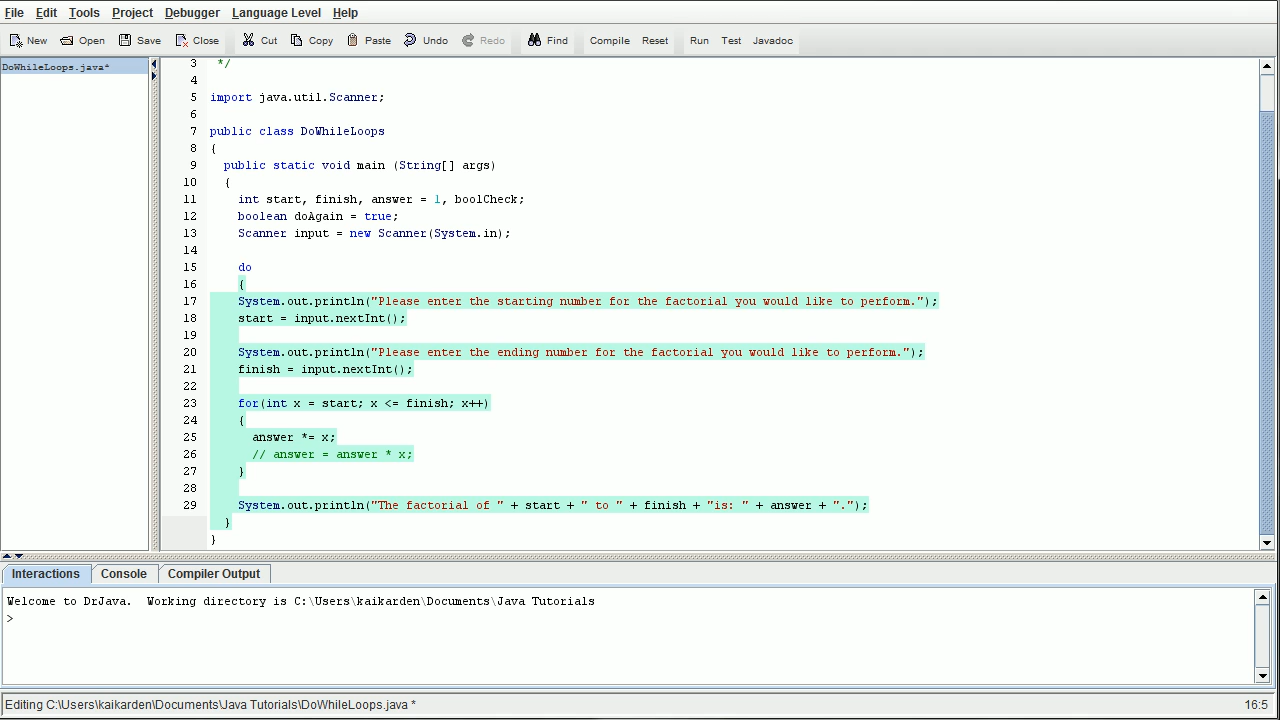 File Edit Tools Project Debugger Language Level Help
New Open Save Close Cut Copy Paste Undo Redo Find Compile Reset Run Test Javadoc
DoWhileLoops.java*
3 */
4
5 import java.util.Scanner;
6
7 public class DoWhileLoops
8 {
9 public static void main (String[] args)
10 {
11 int start, finish, answer = 1, boolCheck;
12 boolean doAgain = true;
13 Scanner input = new Scanner(System.in);
14
15 do
16 {
17 System.out.println("Please enter the starting number for the factorial you would like to perform.");
18 start = input.nextInt();
19
20 System.out.println("Please enter the ending number for the factorial you would like to perform.");
21 finish = input.nextInt();
22
23 for(int x = start; x <= finish; x++)
24 {
25 answer *= x;
26 // answer = answer * x;
27 }
28
29 System.out.println("The factorial of " + start + " to " + finish + "is: " + answer + ".");
}
}
Interactions Console Compiler Output
Welcome to DrJava. Working directory is C:\Users\kaikarden\Documents\Java Tutorials
>
Editing C:\Users\kaikarden\Documents\Java Tutorials\DoWhileLoops.java * 16:5